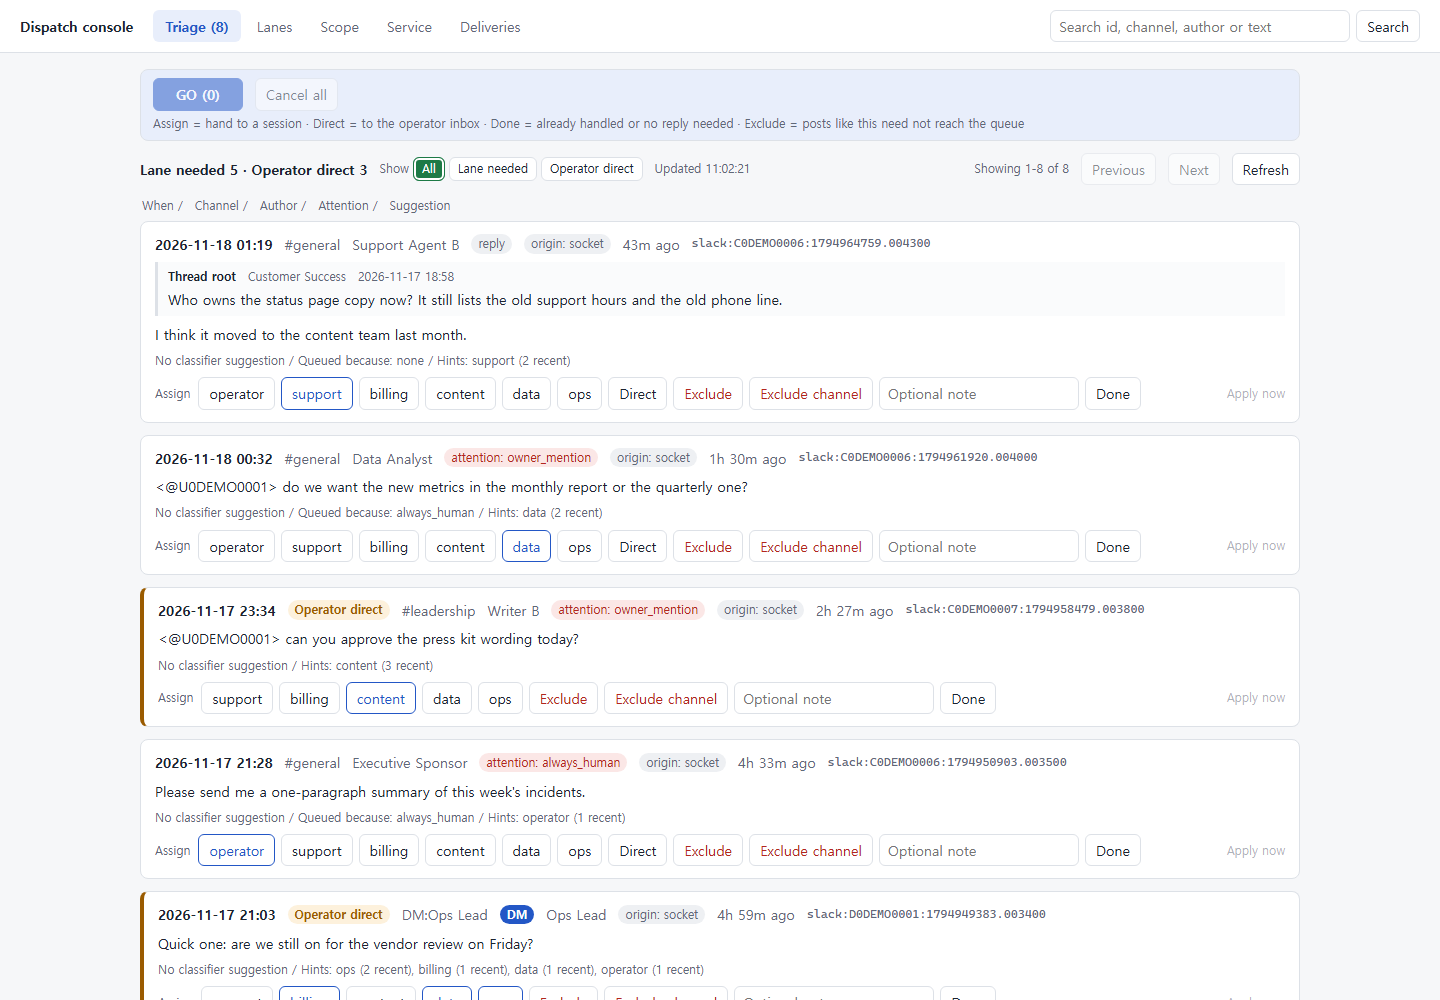 Dispatch console Triage (8) Lanes Scope Service Deliveries Search id, channel, author or text Search
GO (0) Cancel all
Assign = hand to a session · Direct = to the operator inbox · Done = already handled or no reply needed · Exclude = posts like this need not reach the queue
Lane needed 5 · Operator direct 3 Show All Lane needed Operator direct Updated 11:02:21 Showing 1-8 of 8 Previous Next Refresh
When / Channel / Author / Attention / Suggestion
2026-11-18 01:19 #general Support Agent B reply origin: socket 43m ago slack:C0DEMO0006:1794964759.004300
Thread root Customer Success 2026-11-17 18:58
Who owns the status page copy now? It still lists the old support hours and the old phone line.
I think it moved to the content team last month.
No classifier suggestion / Queued because: none / Hints: support (2 recent)
Assign operator support billing content data ops Direct Exclude Exclude channel Optional note Done Apply now
2026-11-18 00:32 #general Data Analyst attention: owner_mention origin: socket 1h 30m ago slack:C0DEMO0006:1794961920.004000
<@U0DEMO0001> do we want the new metrics in the monthly report or the quarterly one?
No classifier suggestion / Queued because: always_human / Hints: data (2 recent)
Assign operator support billing content data ops Direct Exclude Exclude channel Optional note Done Apply now
2026-11-17 23:34 Operator direct #leadership Writer B attention: owner_mention origin: socket 2h 27m ago slack:C0DEMO0007:1794958479.003800
<@U0DEMO0001> can you approve the press kit wording today?
No classifier suggestion / Hints: content (3 recent)
Assign support billing content data ops Exclude Exclude channel Optional note Done Apply now
2026-11-17 21:28 #general Executive Sponsor attention: always_human origin: socket 4h 33m ago slack:C0DEMO0006:1794950903.003500
Please send me a one-paragraph summary of this week's incidents.
No classifier suggestion / Queued because: always_human / Hints: operator (1 recent)
Assign operator support billing content data ops Direct Exclude Exclude channel Optional note Done Apply now
2026-11-17 21:03 Operator direct DM:Ops Lead DM Ops Lead origin: socket 4h 59m ago slack:D0DEMO0001:1794949383.003400
Quick one: are we still on for the vendor review on Friday?
No classifier suggestion / Hints: ops (2 recent), billing (1 recent), data (1 recent), operator (1 recent)